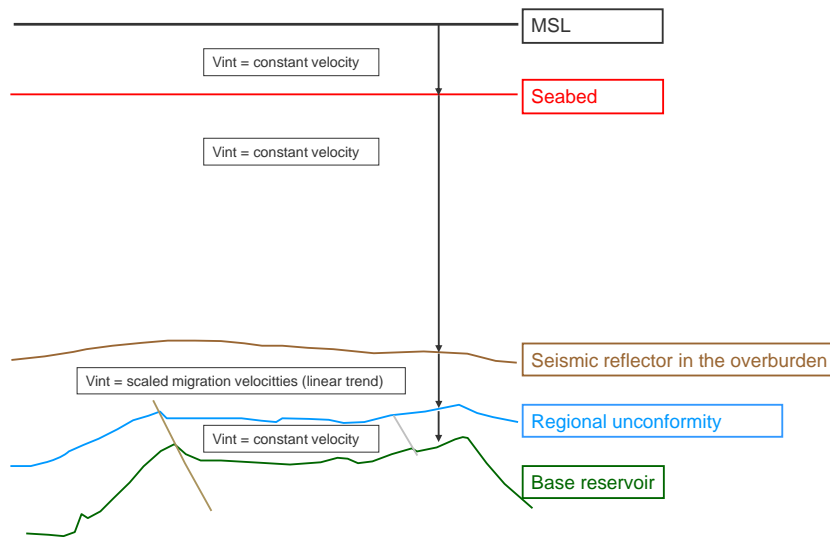 MSL
Vint = constant velocity
Seabed
Vint = constant velocity
Seismic reflector in the overburden
Vint = scaled migration velocitties (linear trend)
Regional unconformity
Vint = constant velocity
Base reservoir